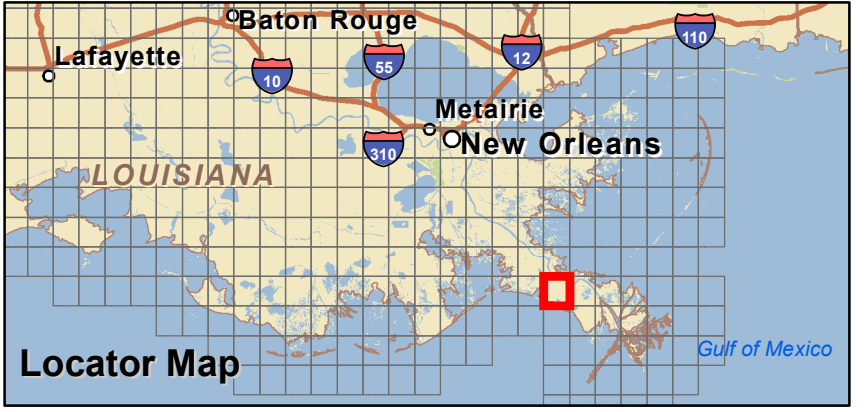 Baton Rouge
110
Lafayette
55
12
10
Metairie
New Orleans
310
LOUISIANA
Gulf of Mexico
Locator Map